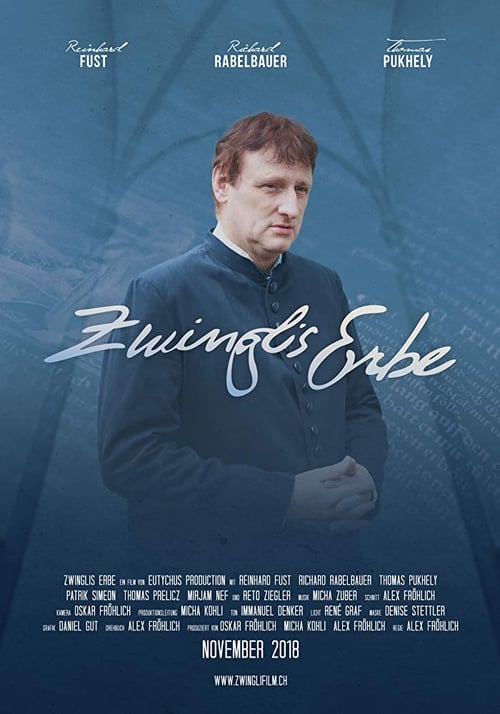 Reinhard Richard Thomas
FUST RABELBAUER PUKHELY
Zwinglis Erbe
ZWINGLIS ERBE EIN FILM VON EUTYCHUS PRODUCTION MIT REINHARD FUST RICHARD RABELBAUER THOMAS PUKHELY
PATRIK SIMEON THOMAS PRELICZ MIRJAM NEF UND RETO ZIEGLER MUSIK MICHA ZUBER SCHNITT ALEX FRÖHLICH
KAMERA OSKAR FRÖHLICH PRODUKTIONSLEITUNG MICHA KOHLI TON IMMANUEL DENKER LICHT RENÉ GRAF MASKE DENISE STETTLER
GRAFIK DANIEL GUT DREHBUCH ALEX FRÖHLICH PRODUZIERT VON OSKAR FRÖHLICH MICHA KOHLI ALEX FRÖHLICH REGIE ALEX FRÖHLICH
NOVEMBER 2018
WWW.ZWINGLIFILM.CH